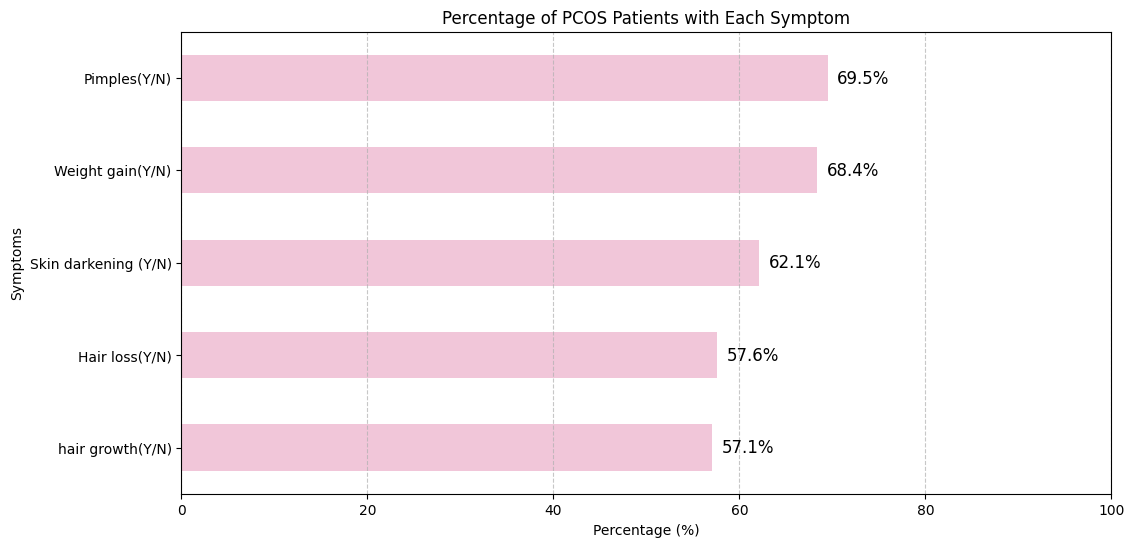 Percentage of PCOS Patients with Each Symptom
Symptoms
Pimples(Y/N)
69.5%
Weight gain(Y/N)
68.4%
Skin darkening (Y/N)
62.1%
Hair loss(Y/N)
57.6%
hair growth(Y/N)
57.1%
0 20 40 60 80 100
Percentage (%)